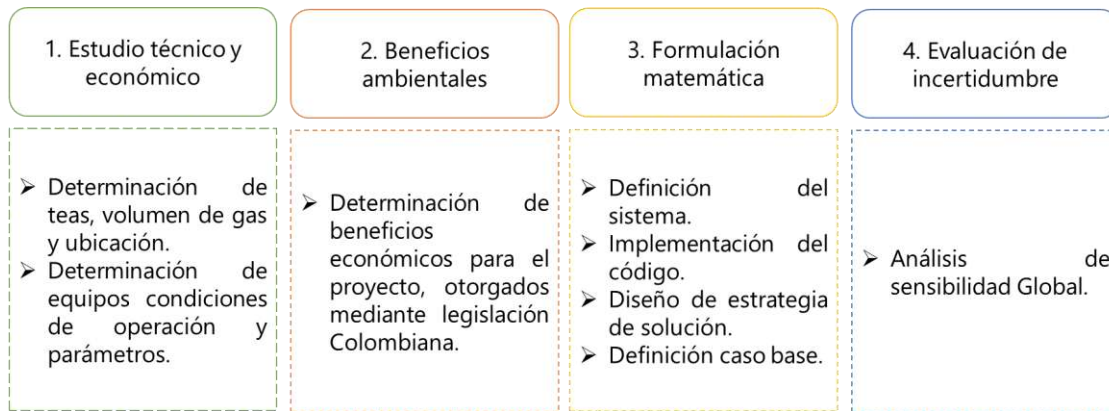 1. Estudio técnico y
económico
2. Beneficios
ambientales
3. Formulación
matemática
4. Evaluación de
incertidumbre
➢ Determinación de
teas, volumen de gas
y ubicación.
➢ Determinación de
equipos condiciones
de operación y
parámetros.
➢ Determinación de
beneficios
económicos para el
proyecto, otorgados
mediante legislación
Colombiana.
➢ Definición del
sistema.
➢ Implementación del
código.
➢ Diseño de estrategia
de solución.
➢ Definición caso base.
➢ Análisis de
sensibilidad Global.